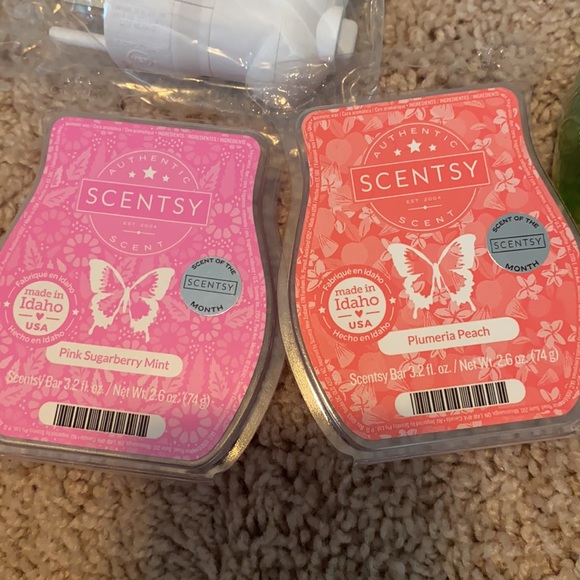 AUTHENTIC
SCENTSY
EST 2004
SCENT
SCENT OF THE
SCENTSY
MONTH
Fabriqué en Idaho
made in
Idaho
USA
Hecho en Idaho
Pink Sugarberry Mint
Scentsy Bar 3.2 fl. oz. / Net Wt. 2.6 oz. (74 g)
AUTHENTIC
SCENTSY
EST 2004
SCENT
SCENT OF THE
SCENTSY
MONTH
Fabriqué en Idaho
made in
Idaho
USA
Hecho en Idaho
Plumeria Peach
Scentsy Bar 3.2 fl. oz. / Net Wt. 2.6 oz. (74 g)